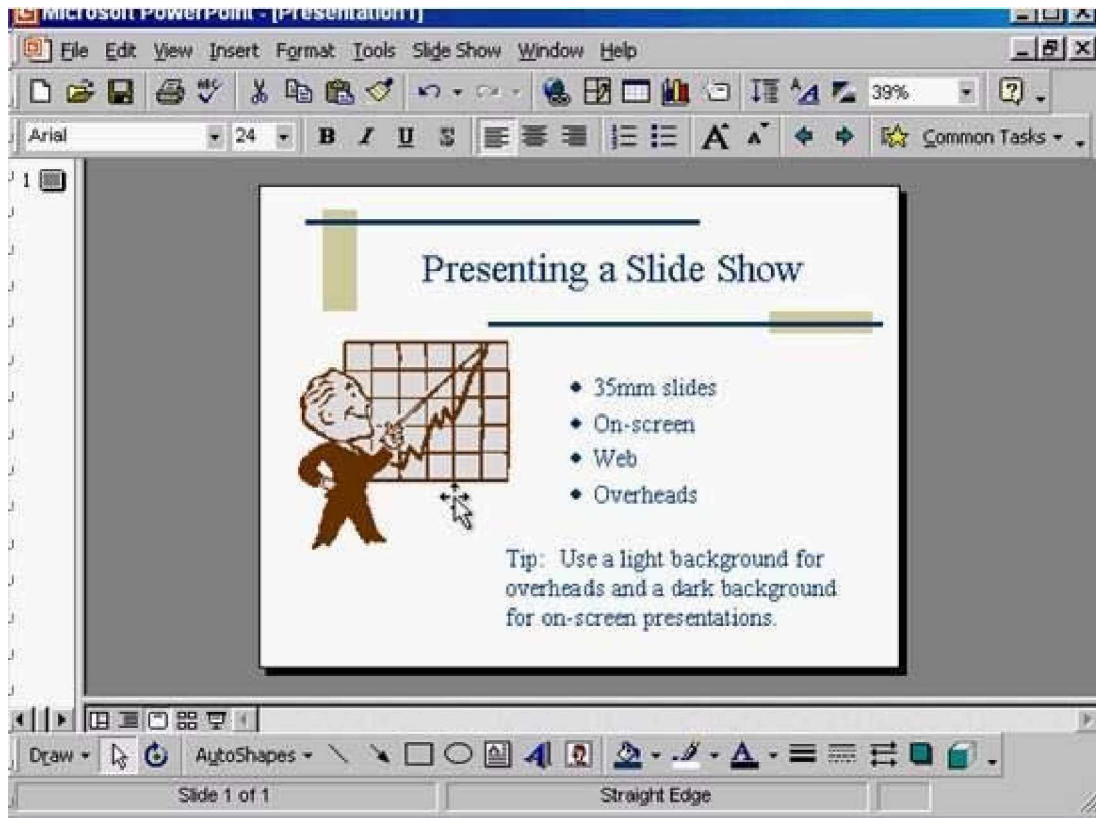 Microsoft PowerPoint - [Presentation1]
File Edit View Insert Format Tools Slide Show Window Help
ABC
39%
Arial 24 B I U S Common Tasks
1
Presenting a Slide Show
35mm slides
On-screen
Web
Overheads
Tip: Use a light background for
overheads and a dark background
for on-screen presentations.
Draw AutoShapes
Slide 1 of 1 Straight Edge